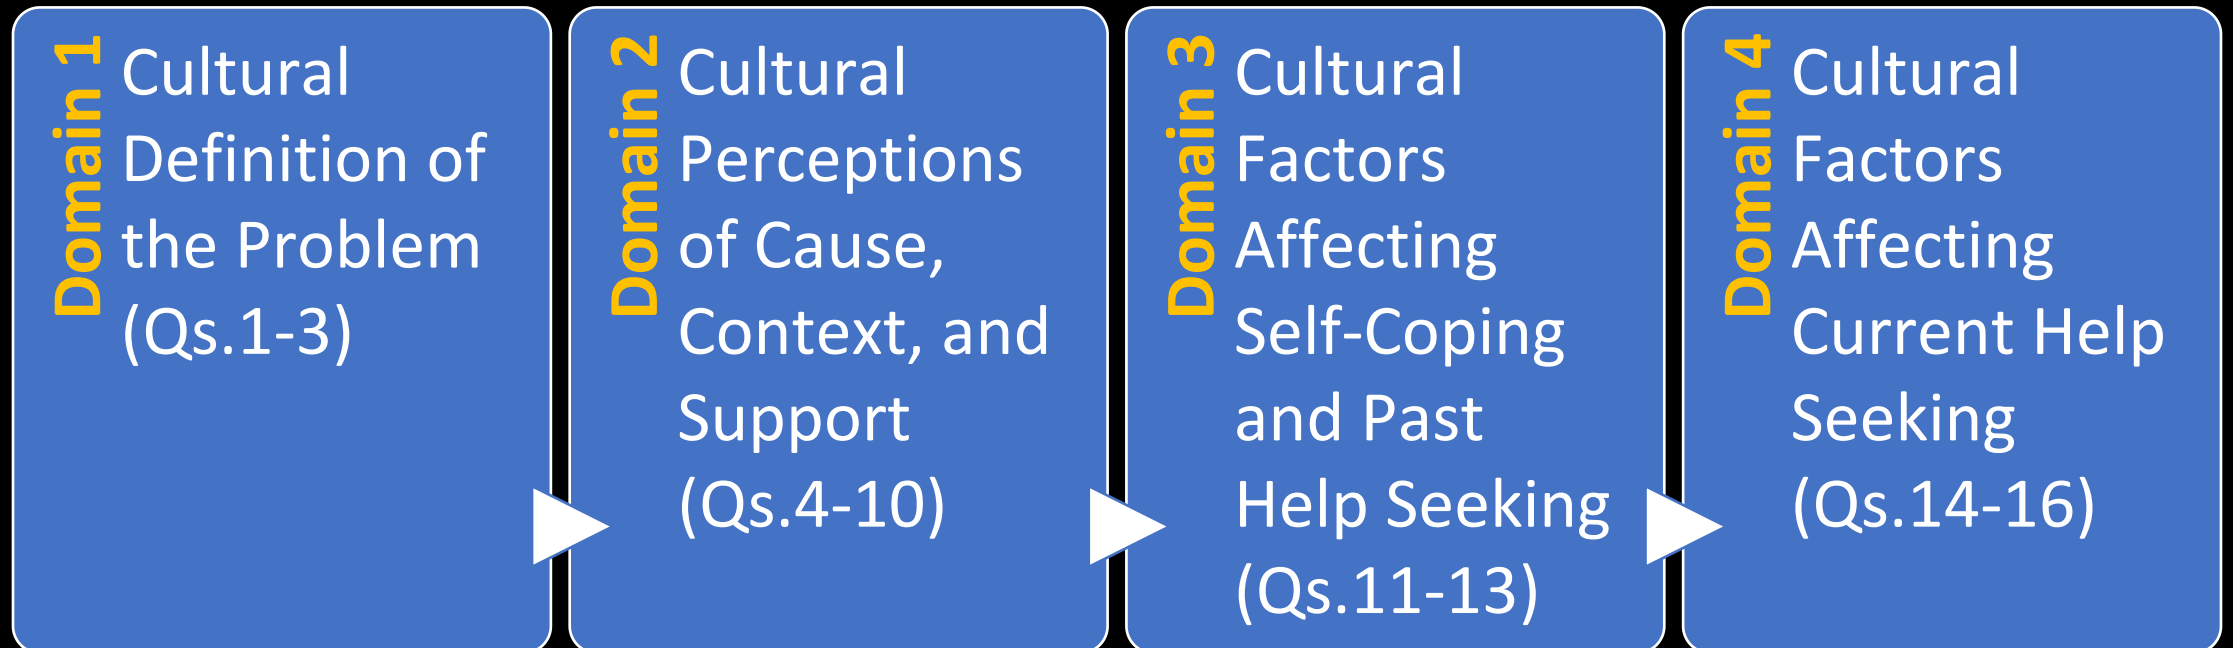 Domain 1
Cultural
Definition of
the Problem
(Qs.1-3)
Domain 2
Cultural
Perceptions
of Cause,
Context, and
Support
(Qs.4-10)
Domain 3
Cultural
Factors
Affecting
Self-Coping
and Past
Help Seeking
(Qs.11-13)
Domain 4
Cultural
Factors
Affecting
Current Help
Seeking
(Qs.14-16)